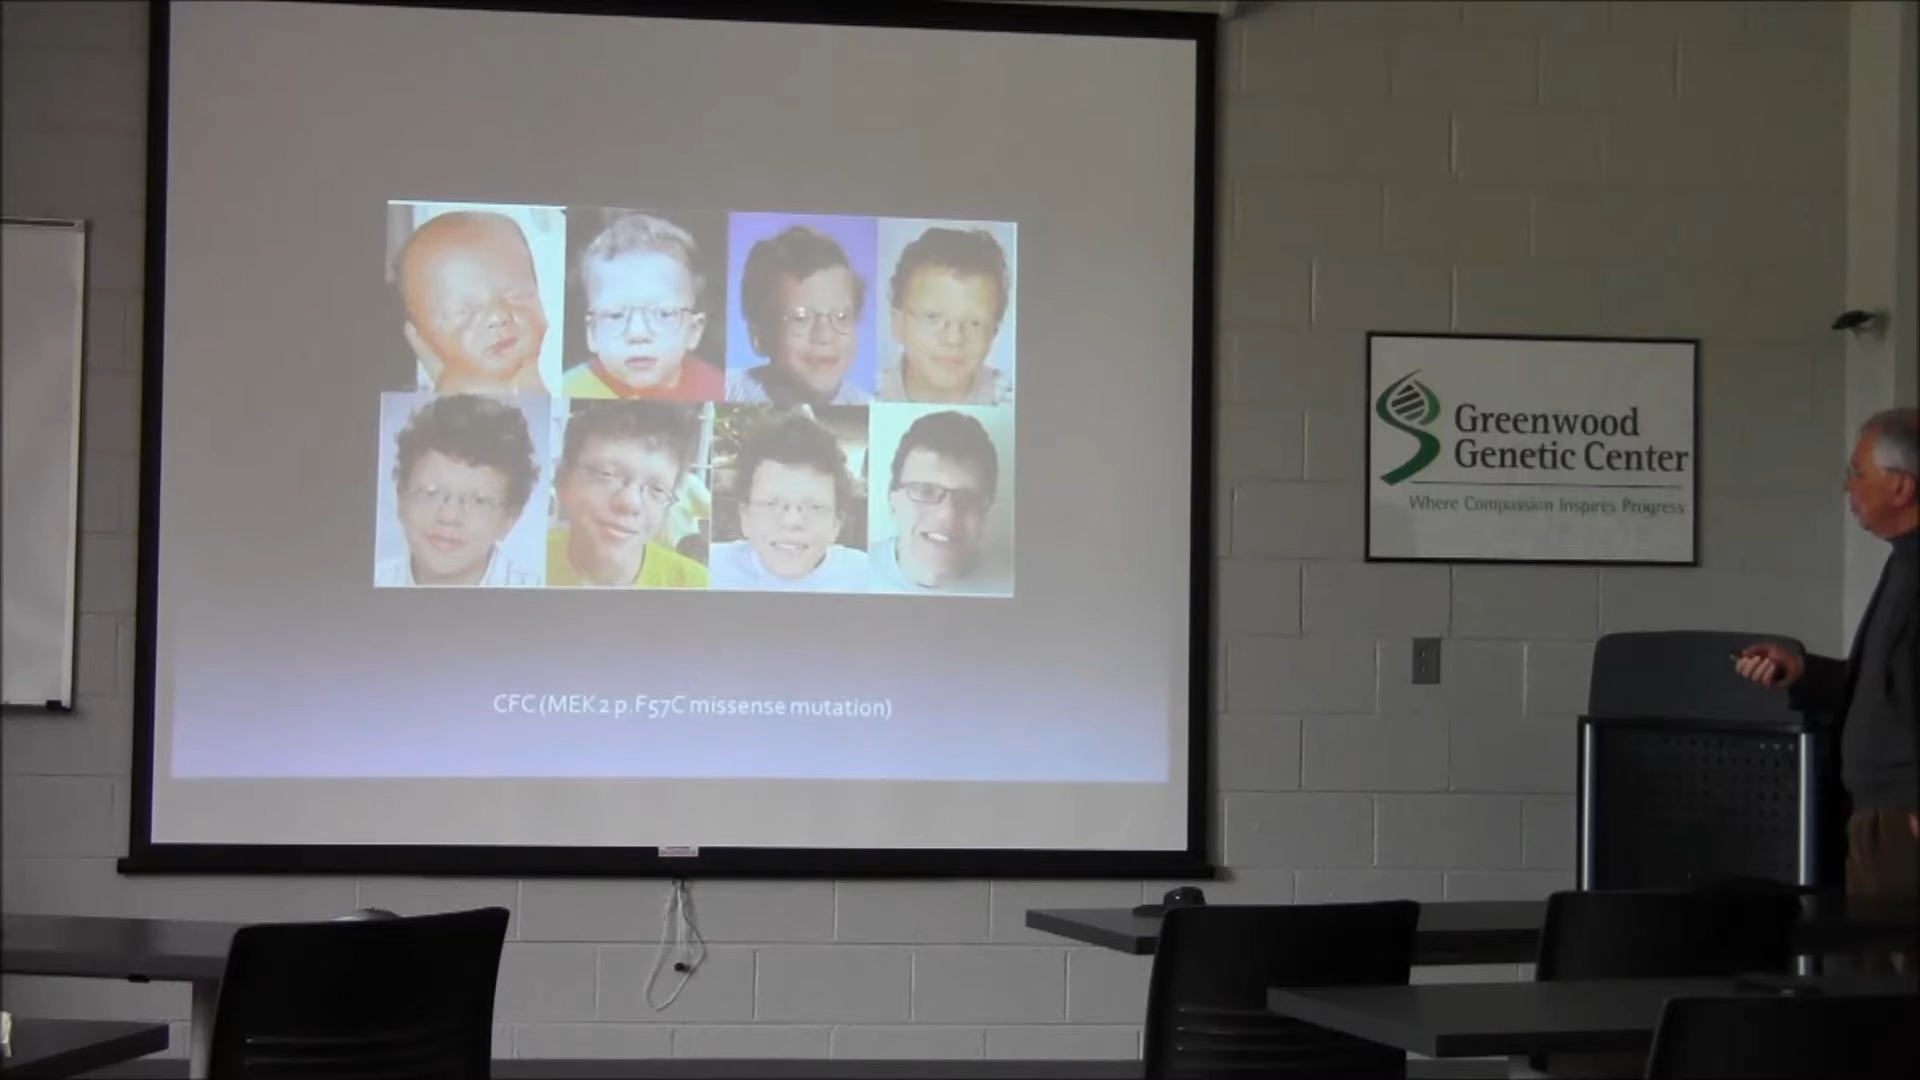 CFC (MEK2 p.F57C missense mutation)
Greenwood
Genetic Center
Where Compassion Inspires Progress